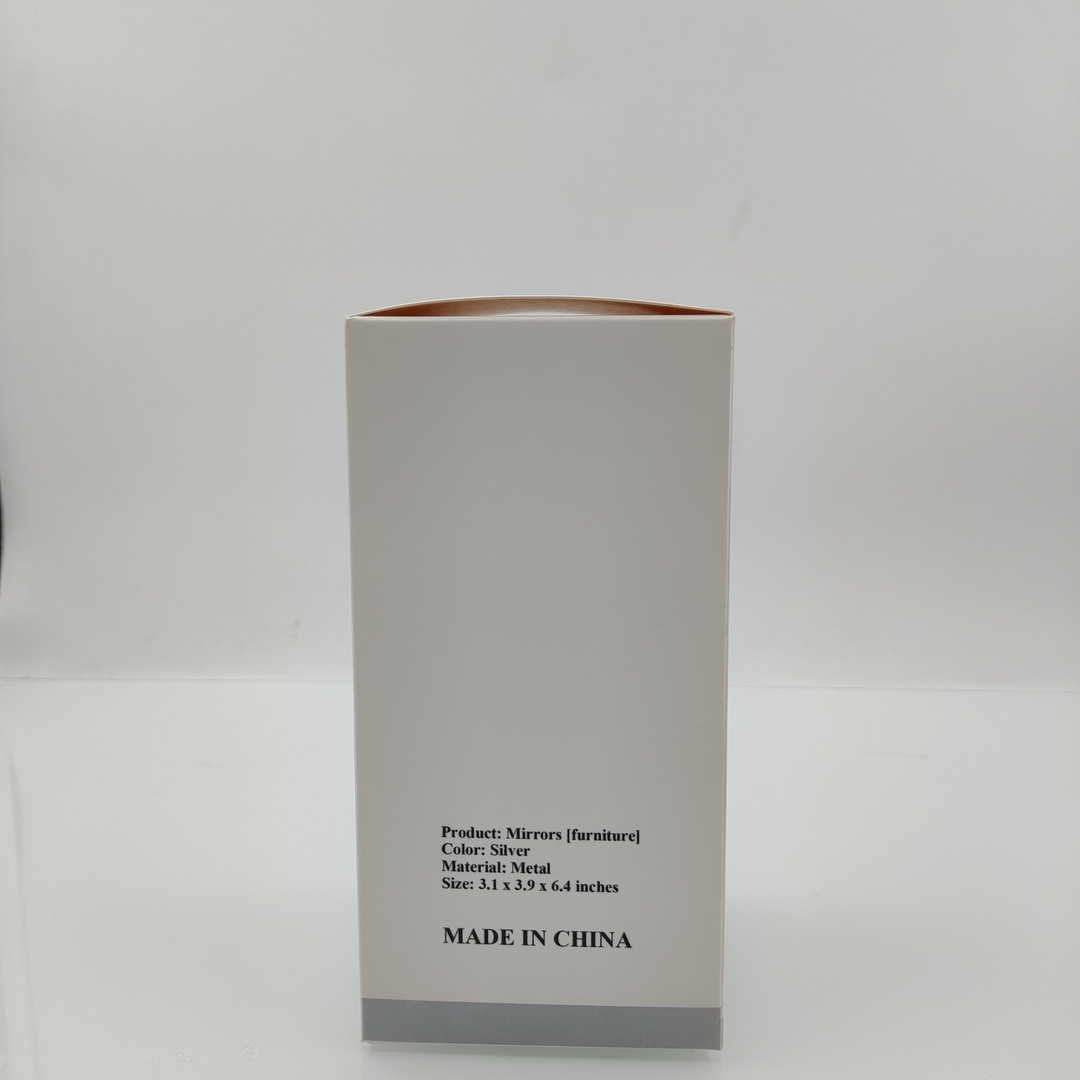 Product: Mirrors [furniture]
Color: Silver
Material: Metal
Size: 3.1 x 3.9 x 6.4 inches
MADE IN CHINA